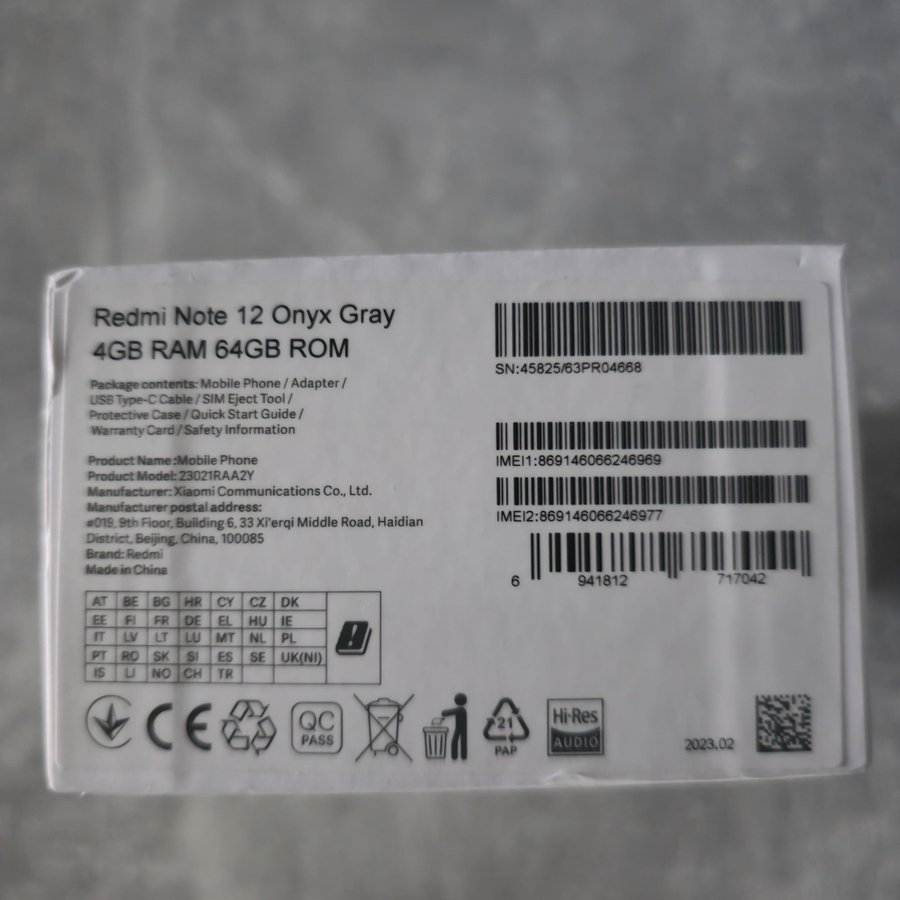 Redmi Note 12 Onyx Gray
4GB RAM 64GB ROM
Package contents: Mobile Phone / Adapter /
USB Type-C Cable / SIM Eject Tool /
Protective Case / Quick Start Guide /
Warranty Card / Safety Information
Product Name:Mobile Phone
Product Model: 23021RAA2Y
Manufacturer: Xiaomi Communications Co., Ltd.
Manufacturer postal address:
#019, 9th Floor, Building 6, 33 Xi'erqi Middle Road, Haidian
District, Beijing, China, 100085
Brand: Redmi
Made in China
AT BE BG HR CY CZ DK
EE FI FR DE EL HU IE
IT LV LT LU MT NL PL
PT RO SK SI ES SE UK(NI)
IS LI NO CH TR
SN:45825/63PR04668
IMEI1:869146066246969
IMEI2:869146066246977
6 941812 717042
CE
QC
PASS
21
PAP
Hi-Res
AUDIO
2023.02